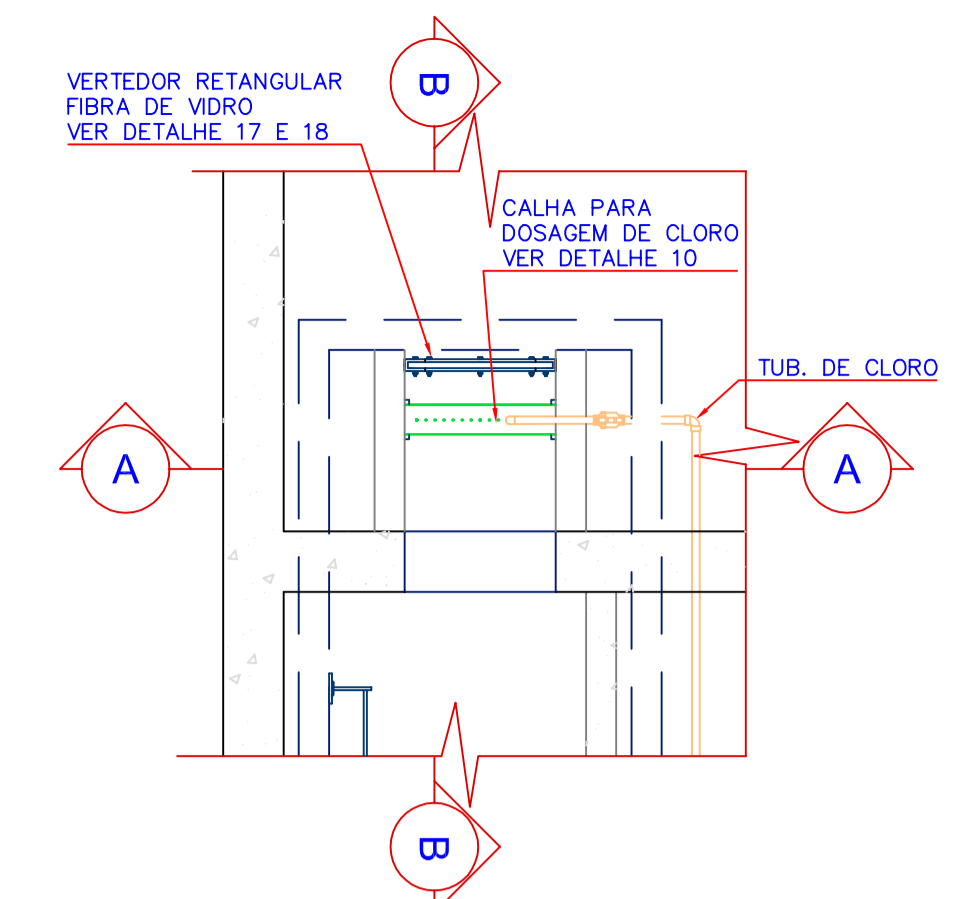 B
VERTEDOR RETANGULAR
FIBRA DE VIDRO
VER DETALHE 17 E 18
CALHA PARA
DOSAGEM DE CLORO
VER DETALHE 10
TUB. DE CLORO
A
A
B